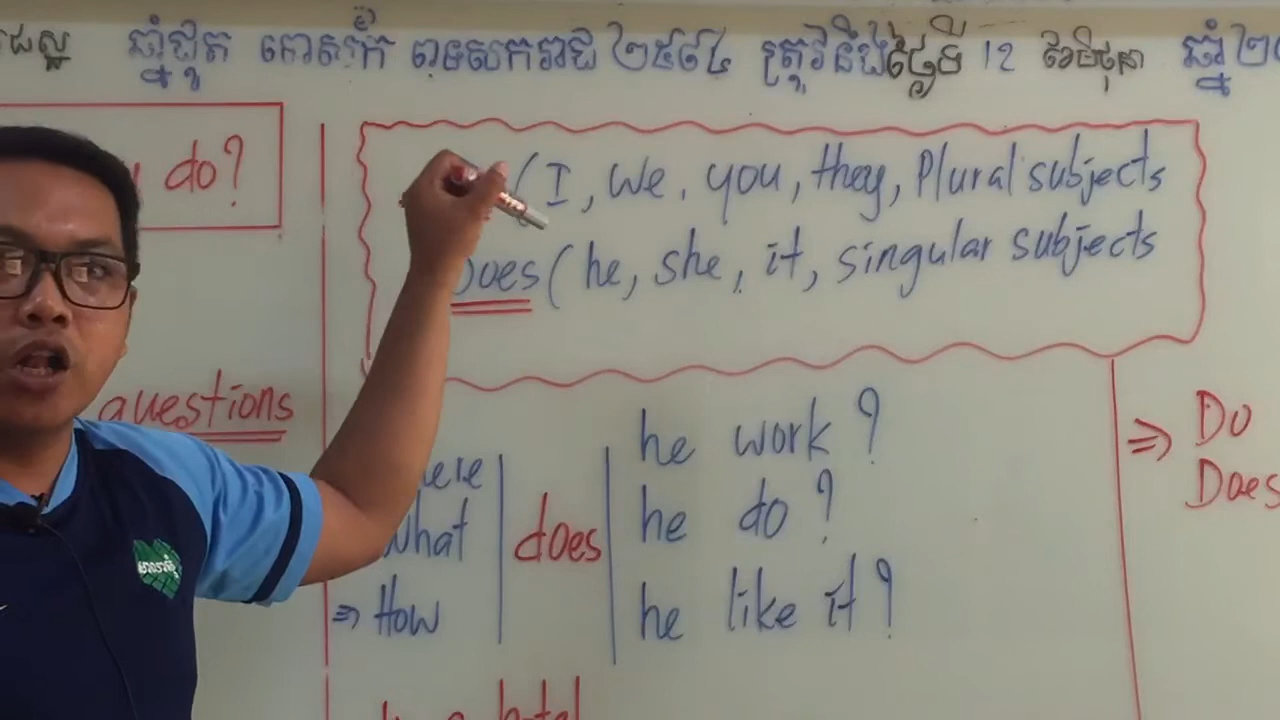 ឆ្នាំជូត ពោសក័ក ពុទ្ធសករាជ ២៥៦៤ ត្រូវនឹងថ្ងៃទី 12 ខែមិថុនា ឆ្នាំ
do?
(I, we, you, they, Plural subjects
Does (he, she, it, singular subjects
questions
he work?
What does he do?
⇒ How he like it?
⇒ Do
Does